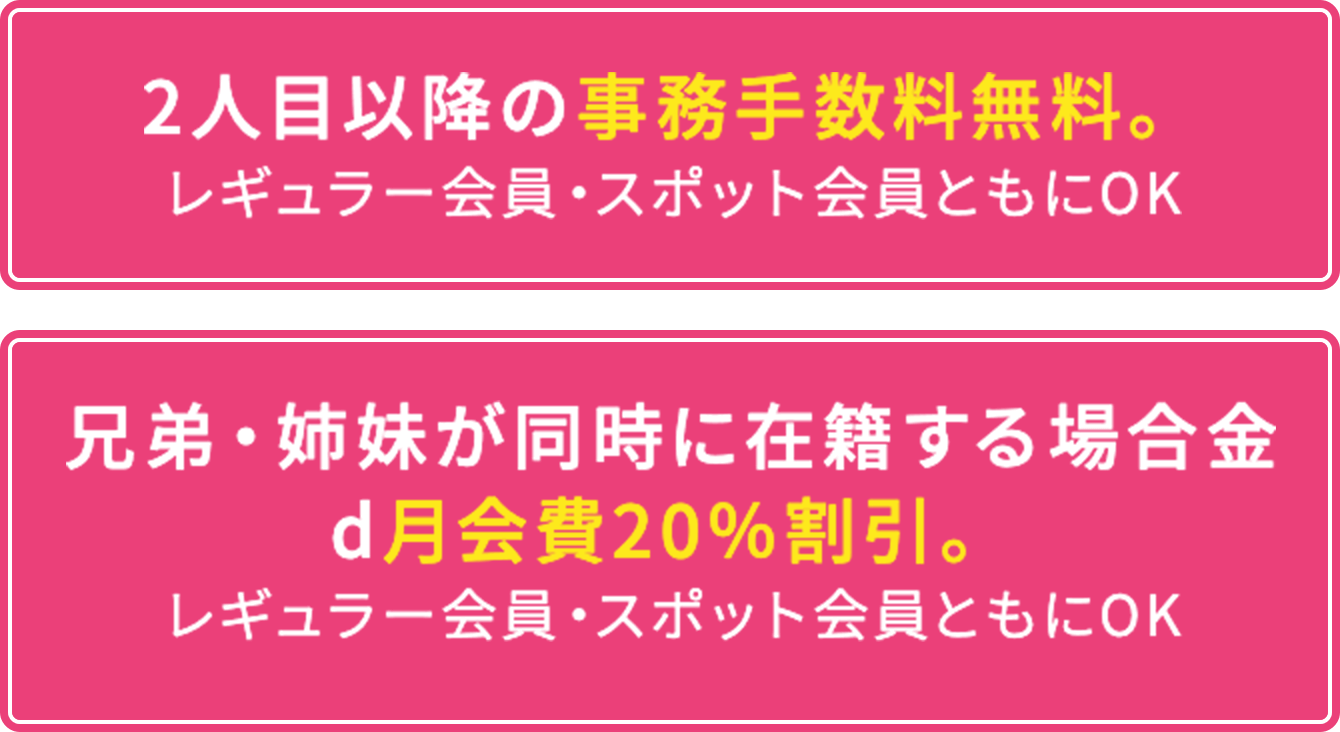 2人目以降の事務手数料無料。
レギュラー会員・スポット会員ともにOK
兄弟・姉妹が同時に在籍する場合金
d月会費20%割引。
レギュラー会員・スポット会員ともにOK